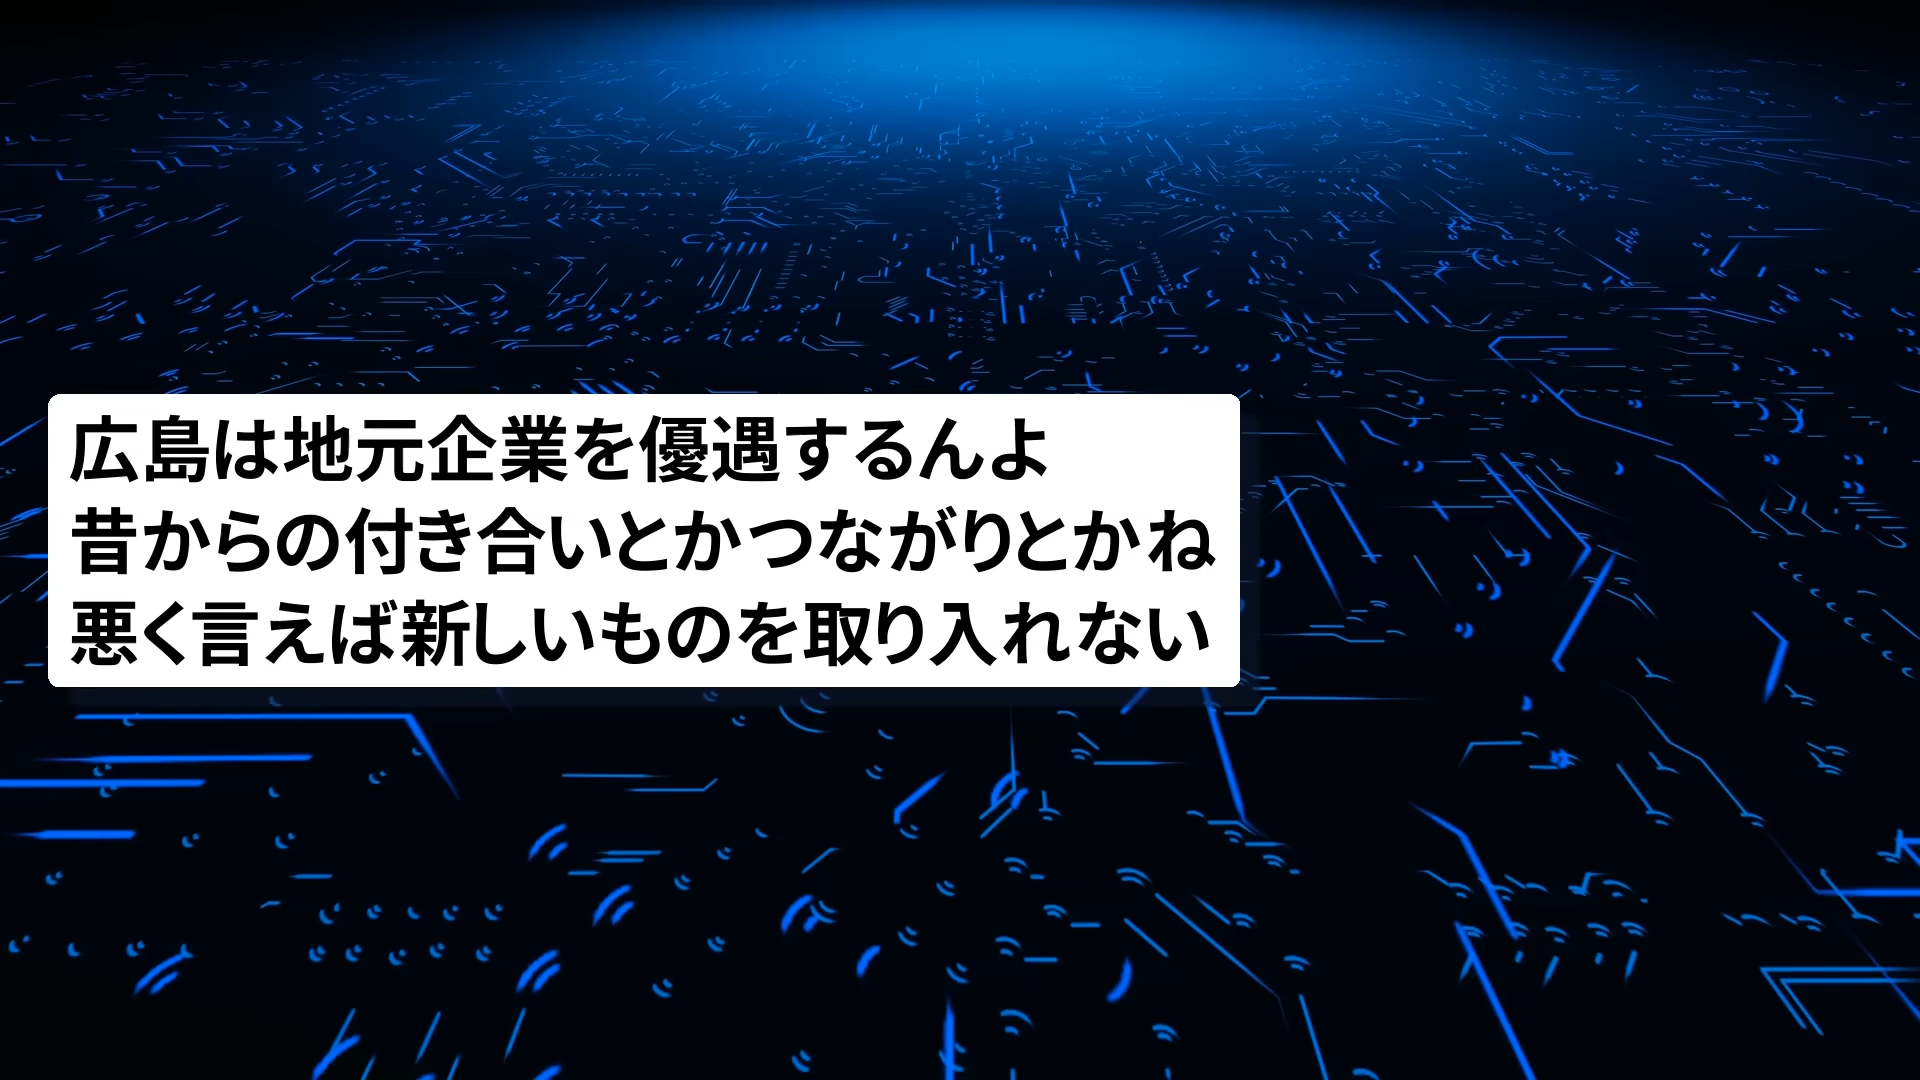 広島は地元企業を優遇するんよ
昔からの付き合いとかつながりとかね
悪く言えば新しいものを取り入れない